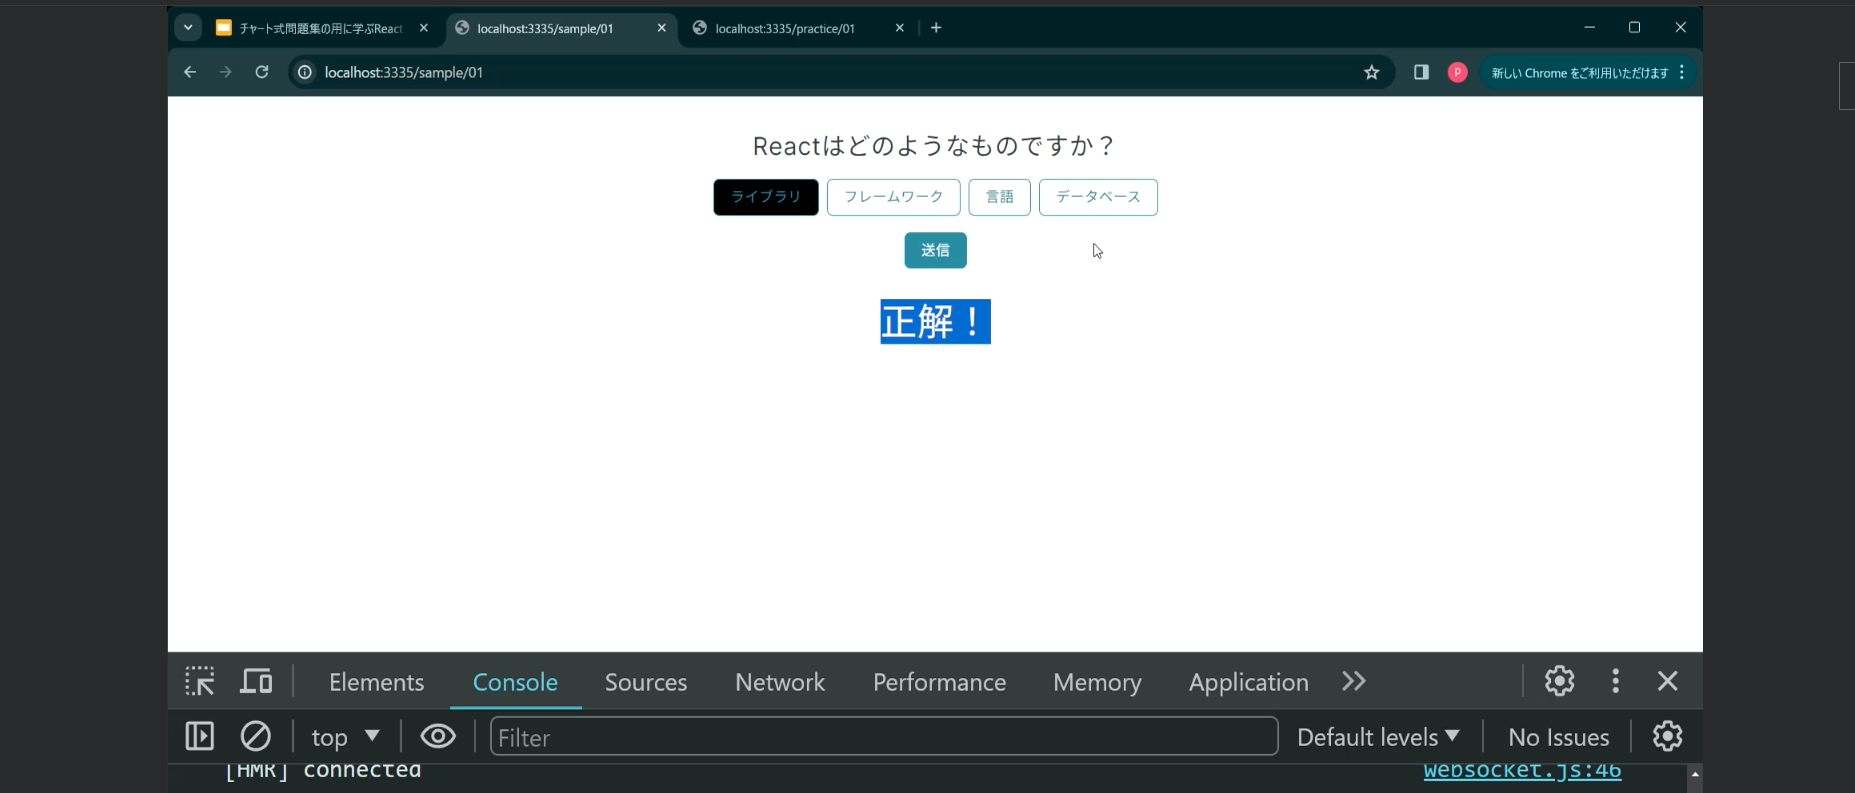 チャート式問題集の用に学ぶReact
localhost:3335/sample/01
localhost:3335/practice/01
localhost:3335/sample/01
P
新しい Chrome をご利用いただけます
Reactはどのようなものですか？
ライブラリ
フレームワーク
言語
データベース
送信
正解！
Elements
Console
Sources
Network
Performance
Memory
Application
top
Filter
Default levels
No Issues
[HMR] connected
websocket.js:46